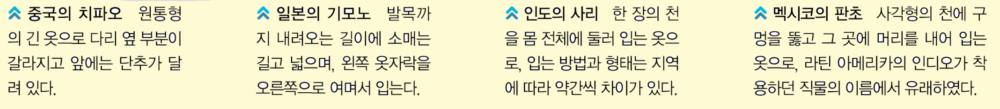 중국의 치파오 원통형
의 긴 옷으로 다리 옆 부분이
갈라지고 앞에는 단추가 달
려 있다.
일본의 기모노 발목까
지 내려오는 길이에 소매는
길고 넓으며, 왼쪽 옷자락을
오른쪽으로 여며서 입는다.
인도의 사리 한 장의 천
을 몸 전체에 둘러 입는 옷으
로, 입는 방법과 형태는 지역
에 따라 약간씩 차이가 있다.
멕시코의 판초 사각형의 천에 구
멍을 뚫고 그 곳에 머리를 내어 입는
옷으로, 라틴 아메리카의 인디오가 착
용하던 직물의 이름에서 유래하였다.